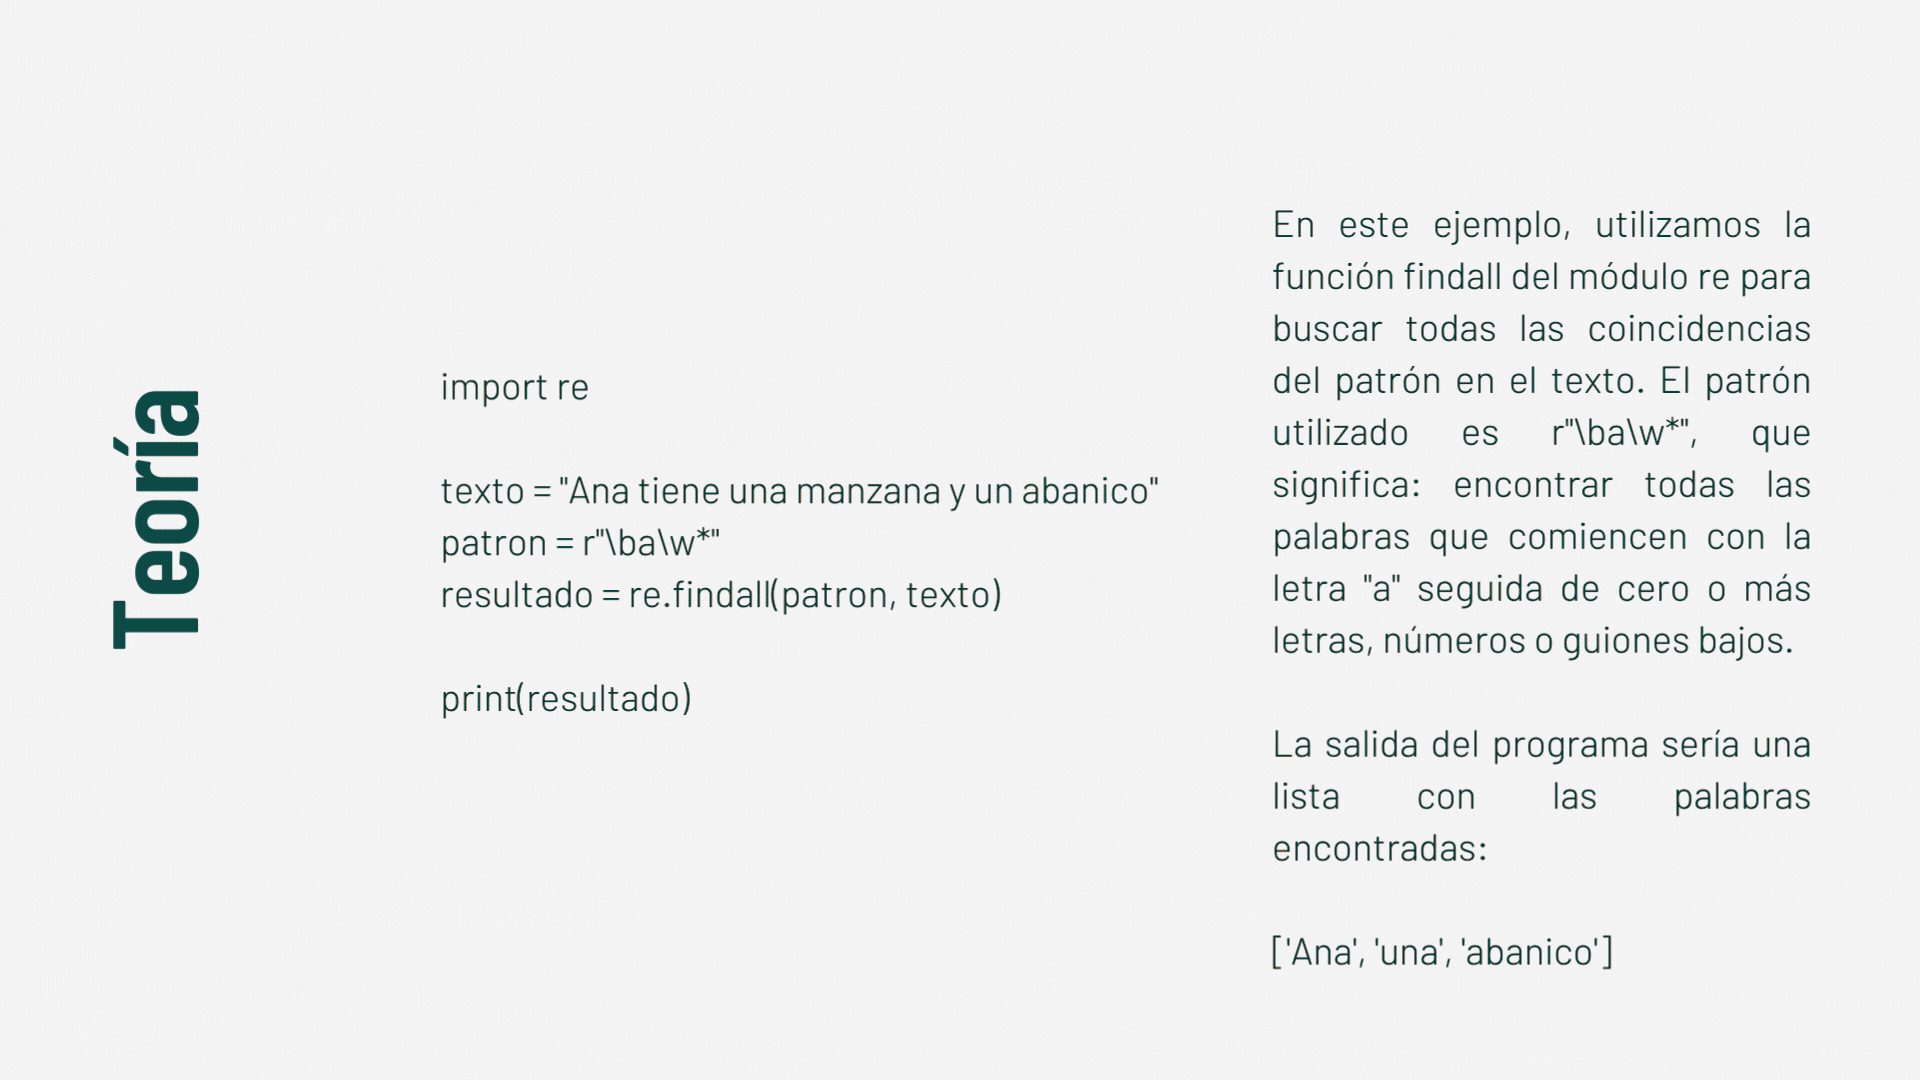 Teoría
import re
texto = "Ana tiene una manzana y un abanico"
patron = r"\ba\w*"
resultado = re.findall(patron, texto)
print(resultado)
En este ejemplo, utilizamos la
función findall del módulo re para
buscar todas las coincidencias
del patrón en el texto. El patrón
utilizado es r"\ba\w*", que
significa: encontrar todas las
palabras que comiencen con la
letra "a" seguida de cero o más
letras, números o guiones bajos.
La salida del programa sería una
lista con las palabras
encontradas:
['Ana', 'una', 'abanico']